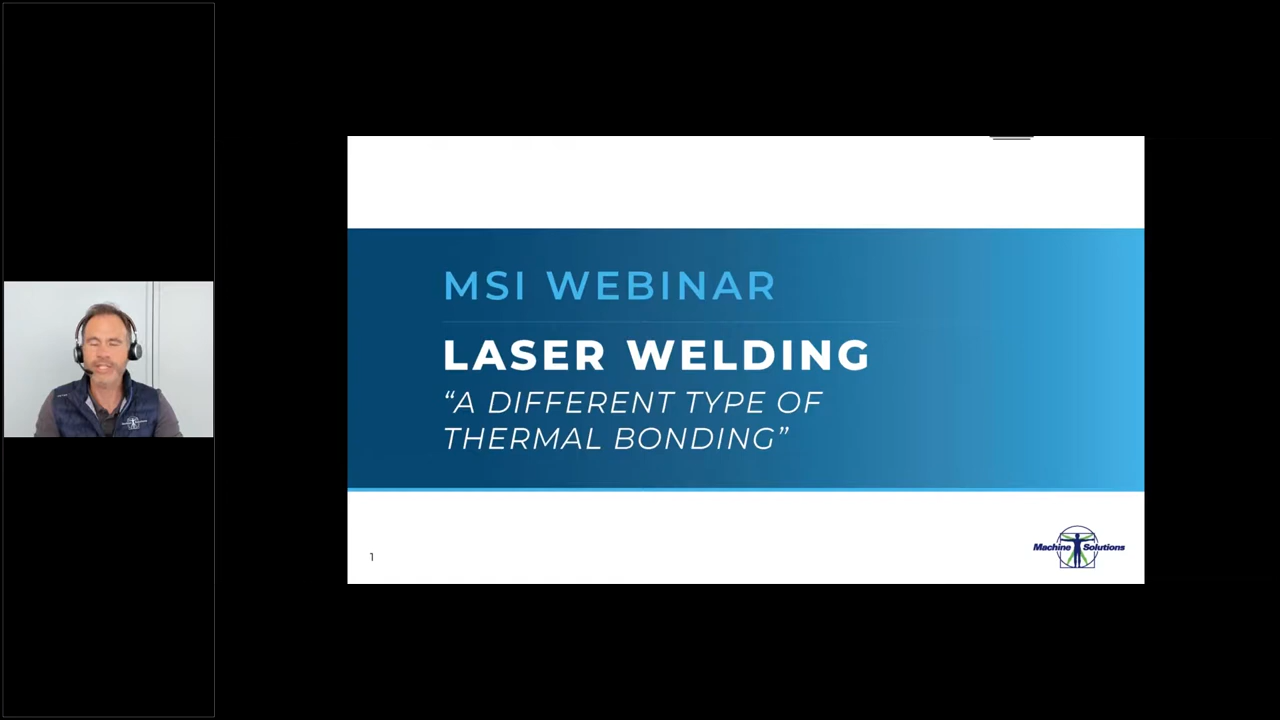 MSI WEBINAR
LASER WELDING
“A DIFFERENT TYPE OF
THERMAL BONDING”
1
Machine Solutions